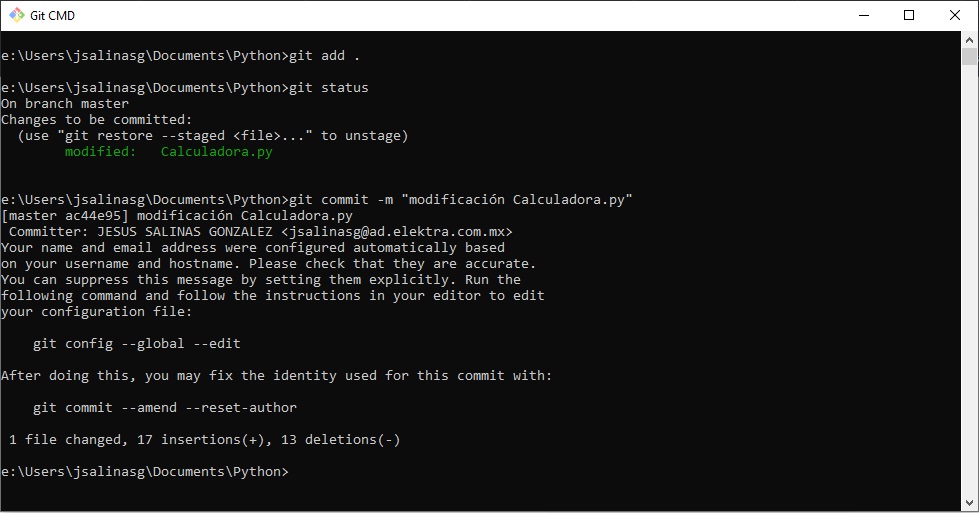 Git CMD
e:\Users\jsalinasg\Documents\Python>git add .
e:\Users\jsalinasg\Documents\Python>git status
On branch master
Changes to be committed:
  (use "git restore --staged <file>..." to unstage)
        modified:   Calculadora.py
e:\Users\jsalinasg\Documents\Python>git commit -m "modificación Calculadora.py"
[master ac44e95] modificación Calculadora.py
 Committer: JESUS SALINAS GONZALEZ <jsalinasg@ad.elektra.com.mx>
Your name and email address were configured automatically based
on your username and hostname. Please check that they are accurate.
You can suppress this message by setting them explicitly. Run the
following command and follow the instructions in your editor to edit
your configuration file:
    git config --global --edit
After doing this, you may fix the identity used for this commit with:
    git commit --amend --reset-author
 1 file changed, 17 insertions(+), 13 deletions(-)
e:\Users\jsalinasg\Documents\Python>